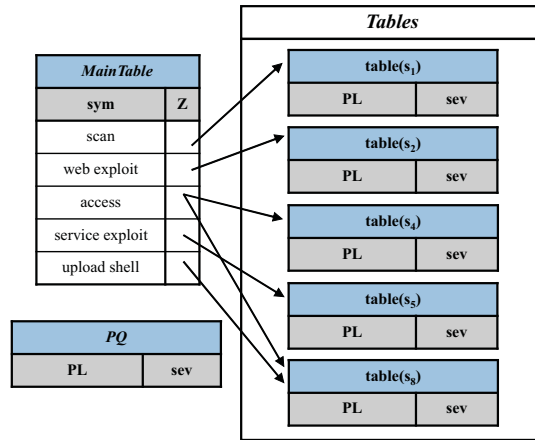 Tables
MainTable
sym Z
scan
web exploit
access
service exploit
upload shell
PQ
PL sev
table(s₁)
PL sev
table(s₂)
PL sev
table(s₄)
PL sev
table(s₅)
PL sev
table(s₈)
PL sev